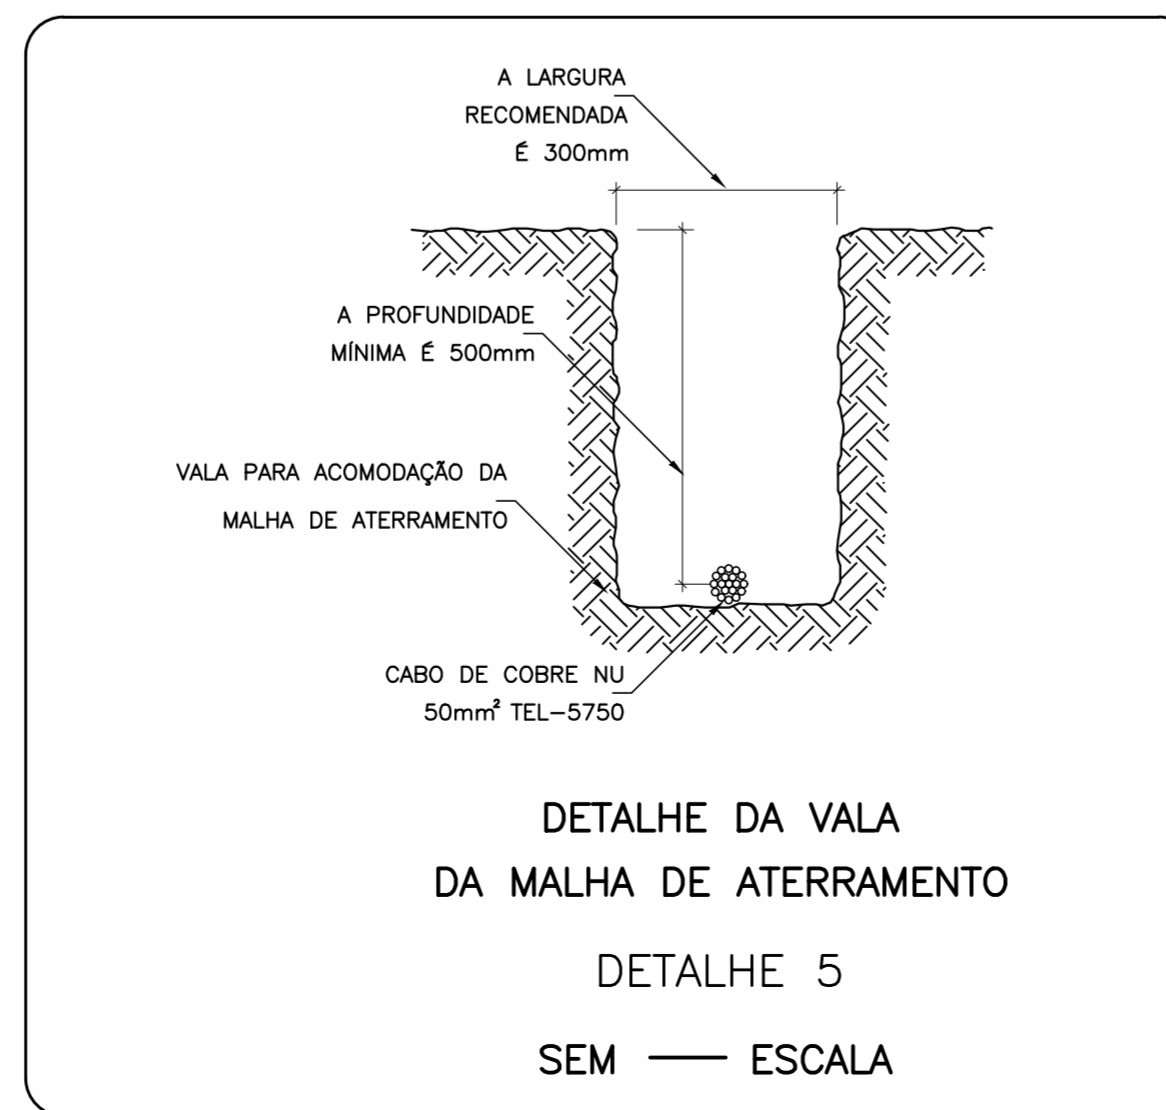 A LARGURA
RECOMENDADA
É 300mm
A PROFUNDIDADE
MÍNIMA É 500mm
VALA PARA ACOMODAÇÃO DA
MALHA DE ATERRAMENTO
CABO DE COBRE NU
50mm² TEL-5750
DETALHE DA VALA
DA MALHA DE ATERRAMENTO
DETALHE 5
SEM — ESCALA